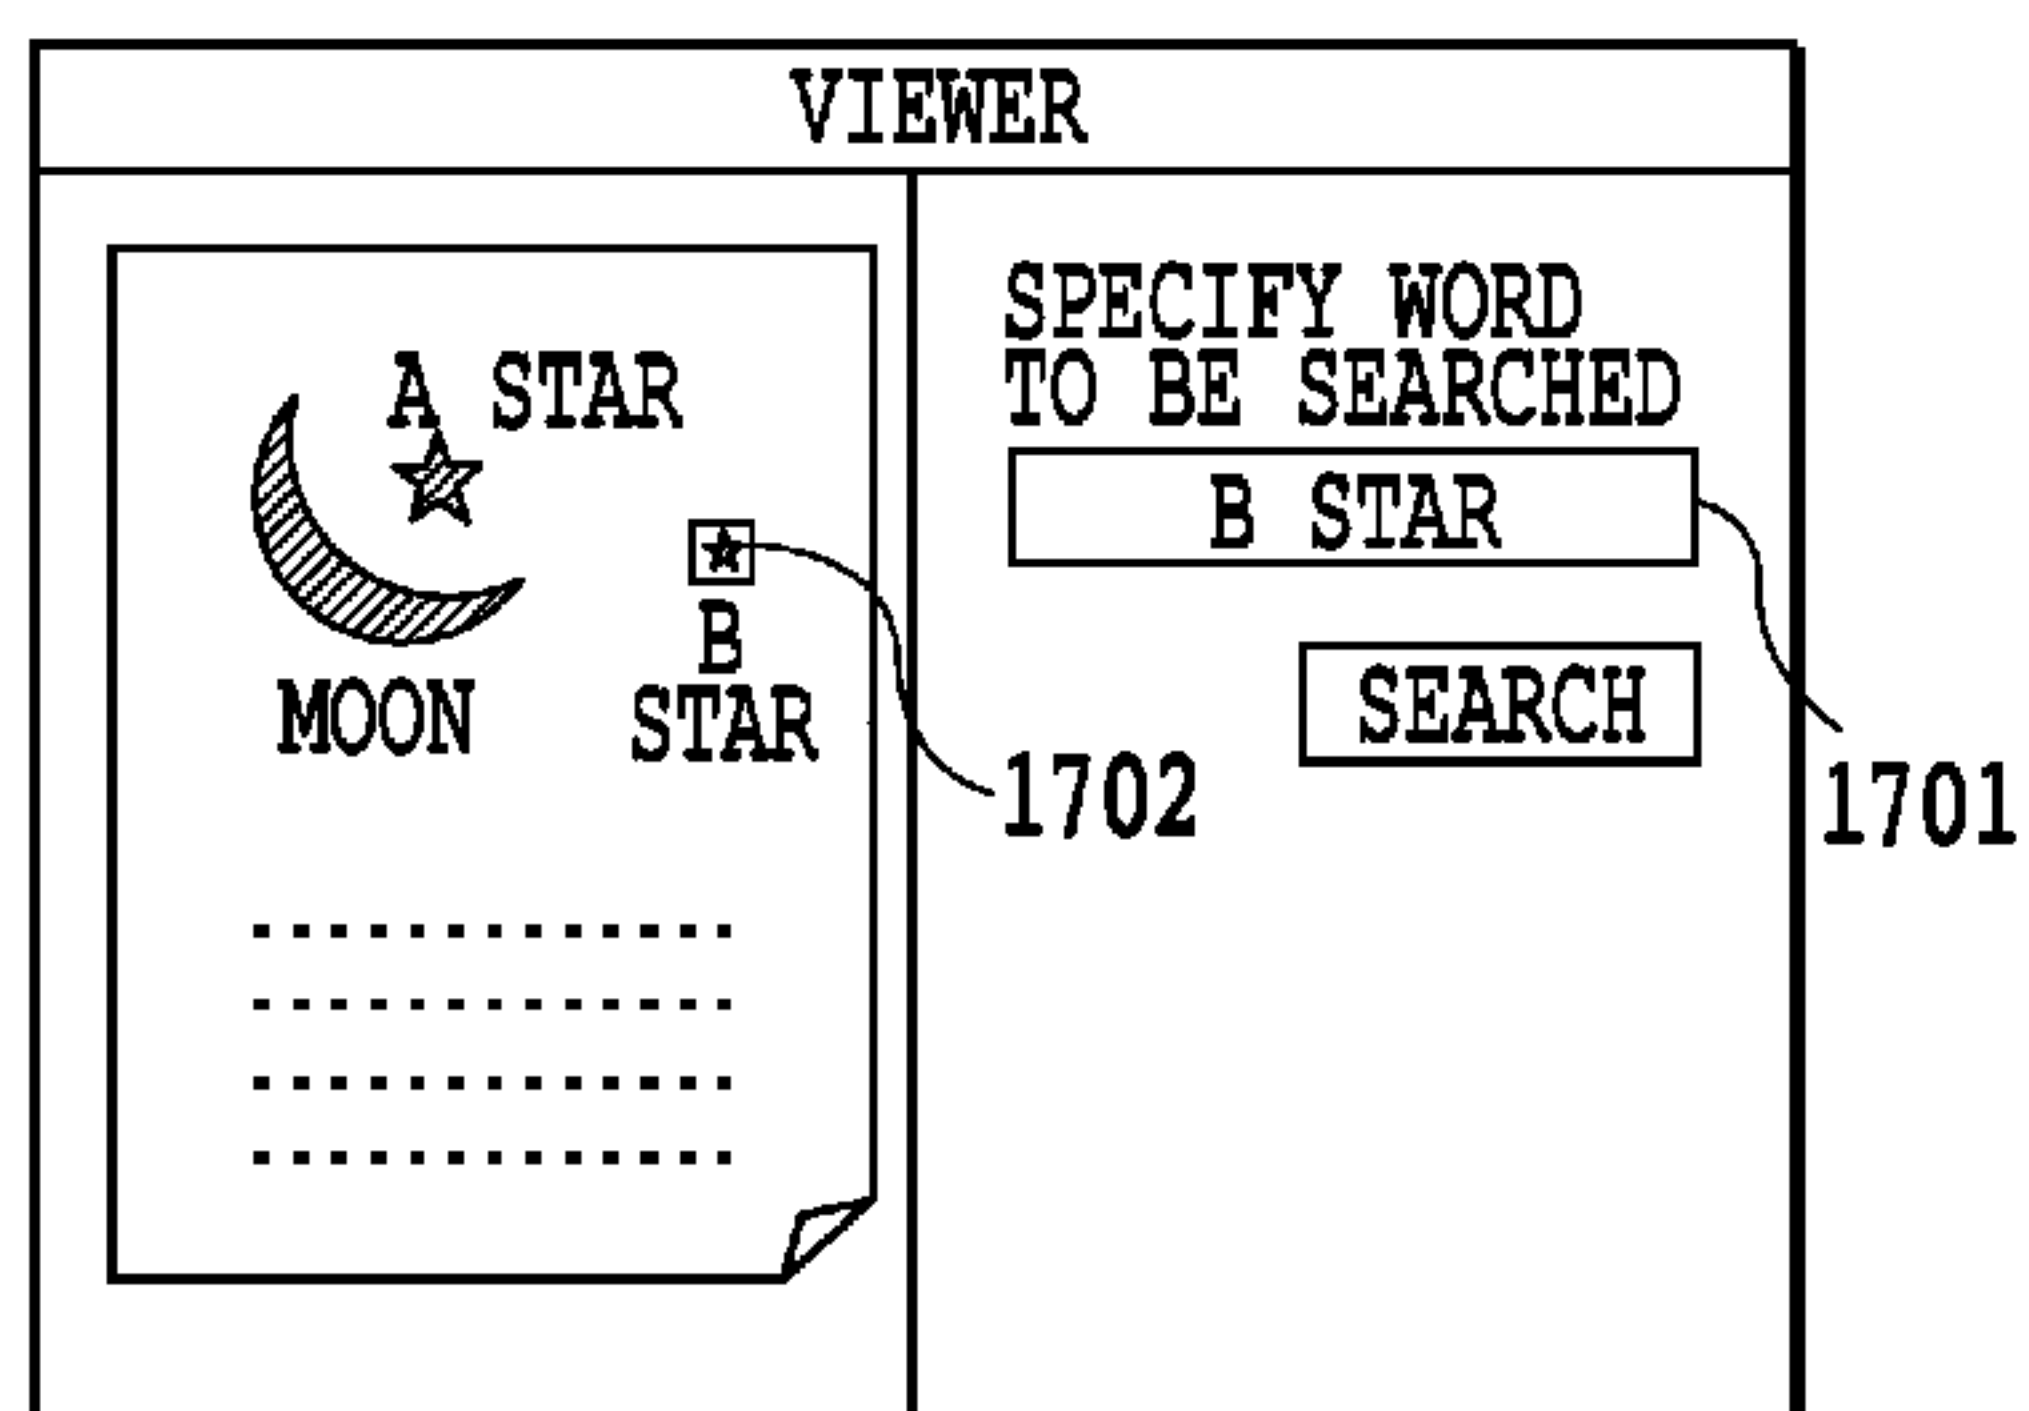 VIEWER
A STAR
MOON
B
STAR
SPECIFY WORD
TO BE SEARCHED
B STAR
SEARCH
1702
1701